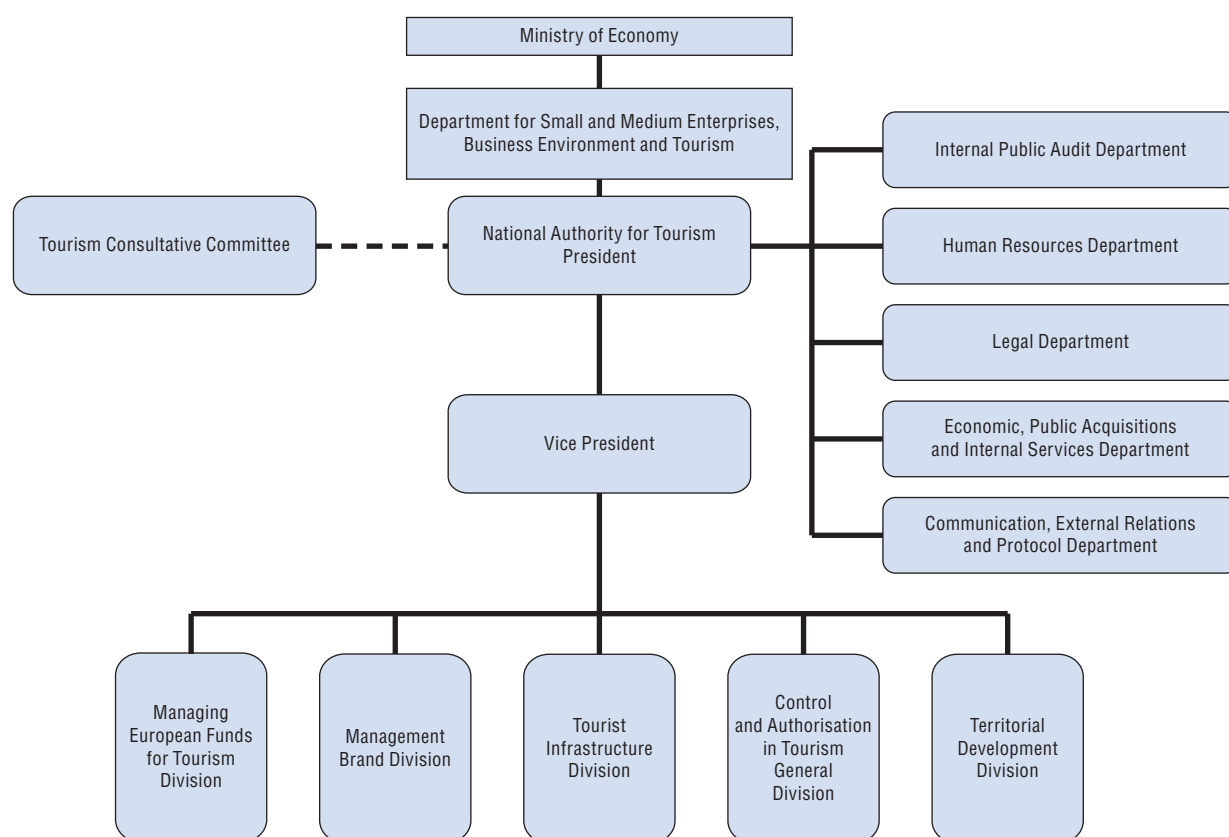 Ministry of Economy
Department for Small and Medium Enterprises,
Business Environment and Tourism
Internal Public Audit Department
Tourism Consultative Committee
National Authority for Tourism
President
Human Resources Department
Legal Department
Vice President
Economic, Public Acquisitions
and Internal Services Department
Communication, External Relations
and Protocol Department
Managing
European Funds
for Tourism
Division
Management
Brand Division
Tourist
Infrastructure
Division
Control
and Authorisation
in Tourism
General
Division
Territorial
Development
Division